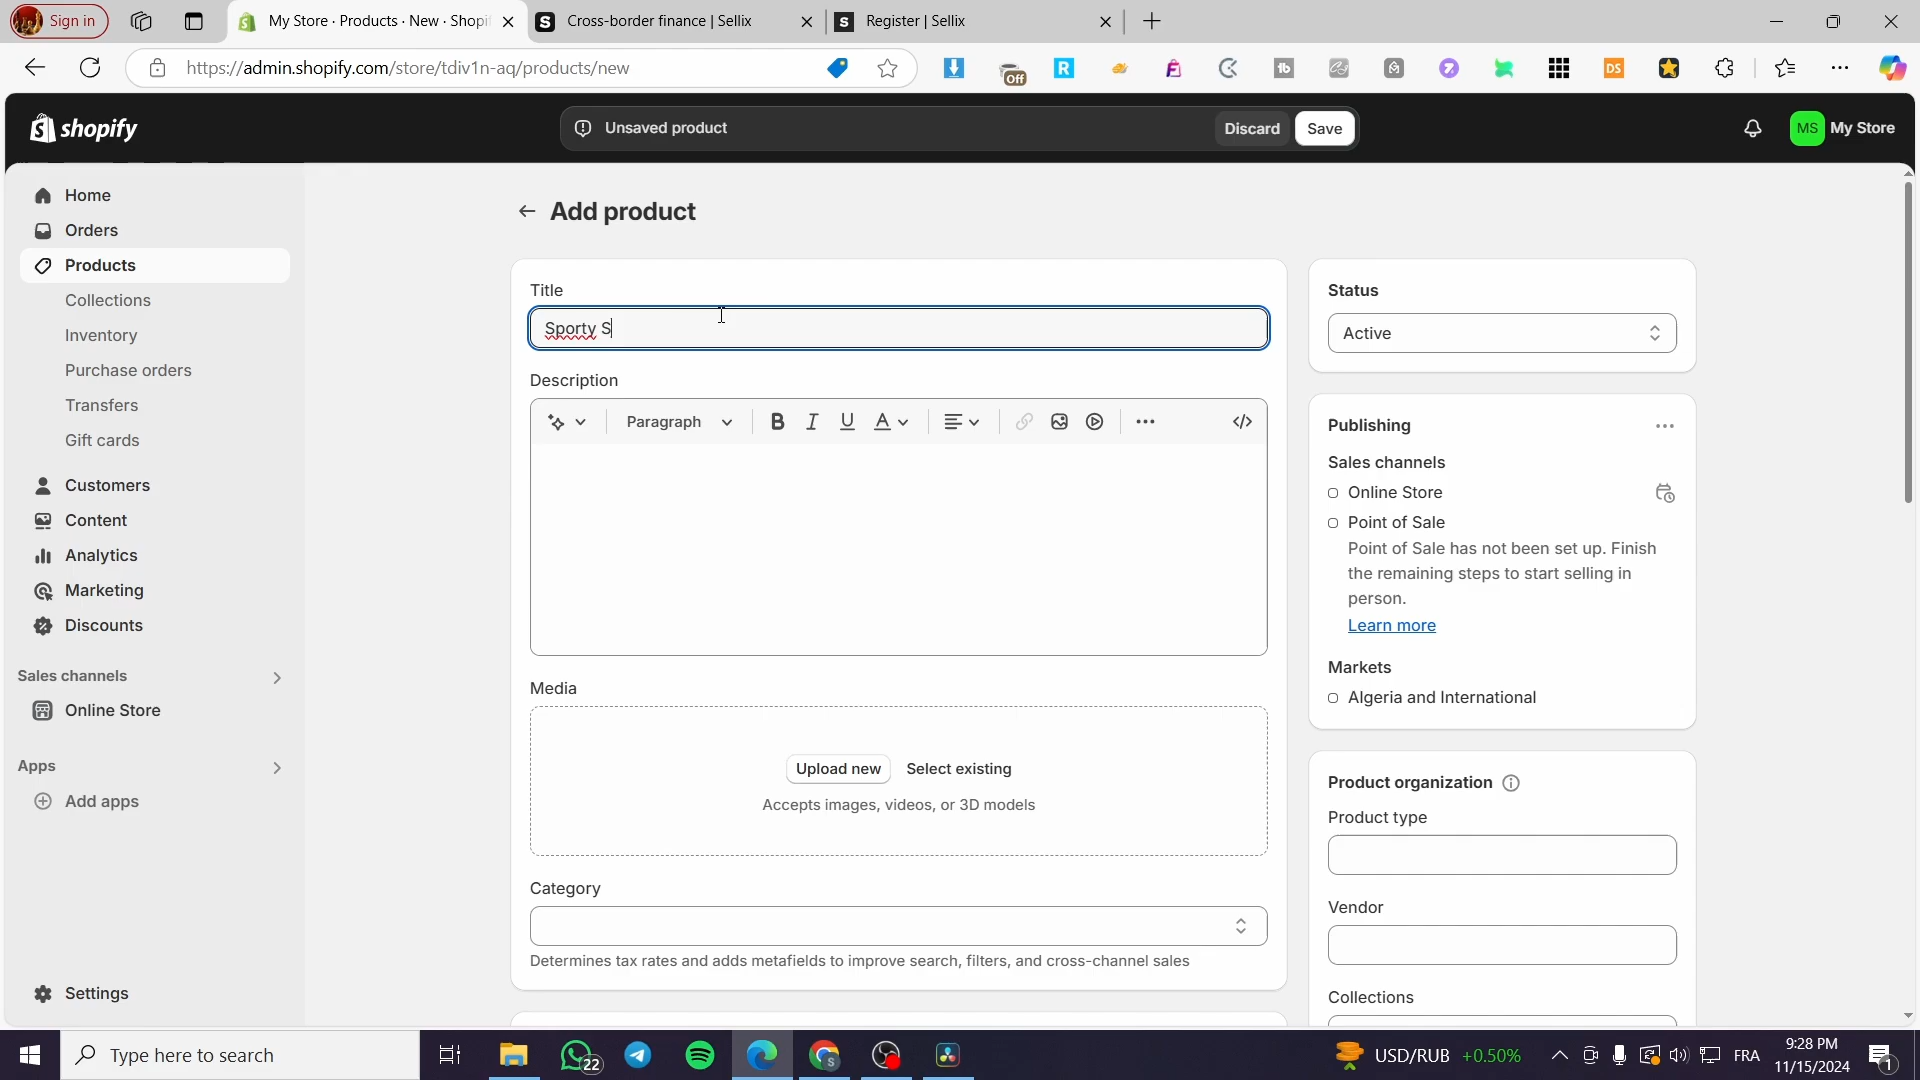 Sign in
My Store · Products · New · Shopi
Cross-border finance | Sellix
Register | Sellix
https://admin.shopify.com/store/tdiv1n-aq/products/new
Off
shopify
Unsaved product
Discard
Save
MS
My Store
Home
Orders
Products
Collections
Inventory
Purchase orders
Transfers
Gift cards
Customers
Content
Analytics
Marketing
Discounts
Sales channels
Online Store
Apps
Add apps
Settings
Add product
Title
Sporty S
Description
Paragraph
Media
Upload new
Select existing
Accepts images, videos, or 3D models
Category
Determines tax rates and adds metafields to improve search, filters, and cross-channel sales
Status
Active
Publishing
Sales channels
Online Store
Point of Sale
Point of Sale has not been set up. Finish
the remaining steps to start selling in
person.
Learn more
Markets
Algeria and International
Product organization
Product type
Vendor
Collections
Type here to search
22
USD/RUB +0.50%
FRA
9:28 PM
11/15/2024
1